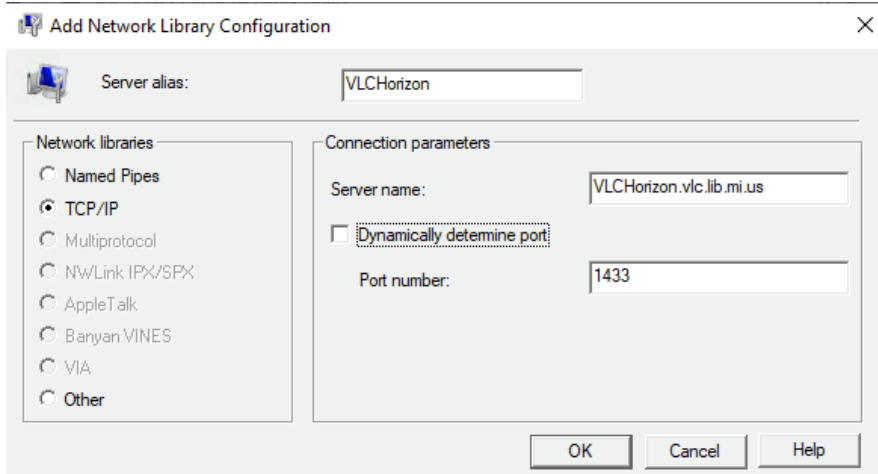 Add Network Library Configuration
Server alias: VLCHorizon
Network libraries
Named Pipes
TCP/IP
Multiprotocol
NWLink IPX/SPX
AppleTalk
Banyan VINES
VIA
Other
Connection parameters
Server name: VLCHorizon.vlc.lib.mi.us
Dynamically determine port
Port number: 1433
OK Cancel Help